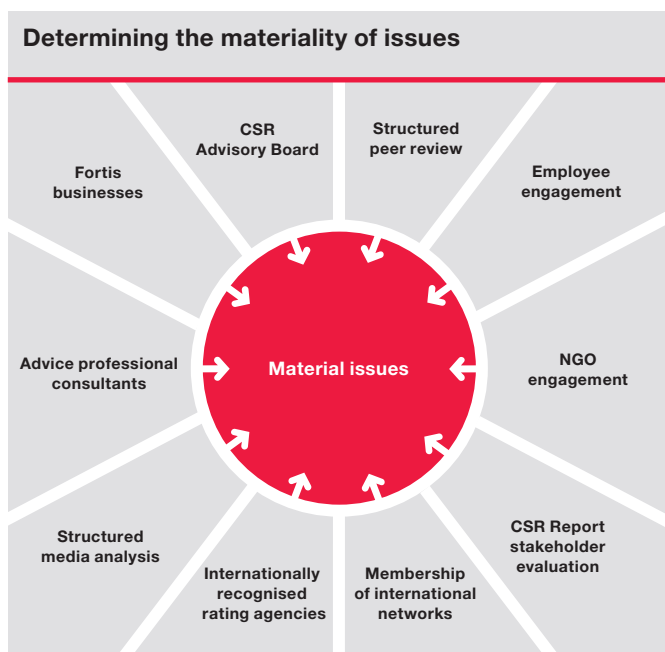 Determining the materiality of issues
CSR
Advisory Board
Structured
peer review
Employee
engagement
NGO
engagement
CSR Report
stakeholder
evaluation
Membership
of international
networks
Internationally
recognised
rating agencies
Structured
media analysis
Advice professional
consultants
Fortis
businesses
Material issues